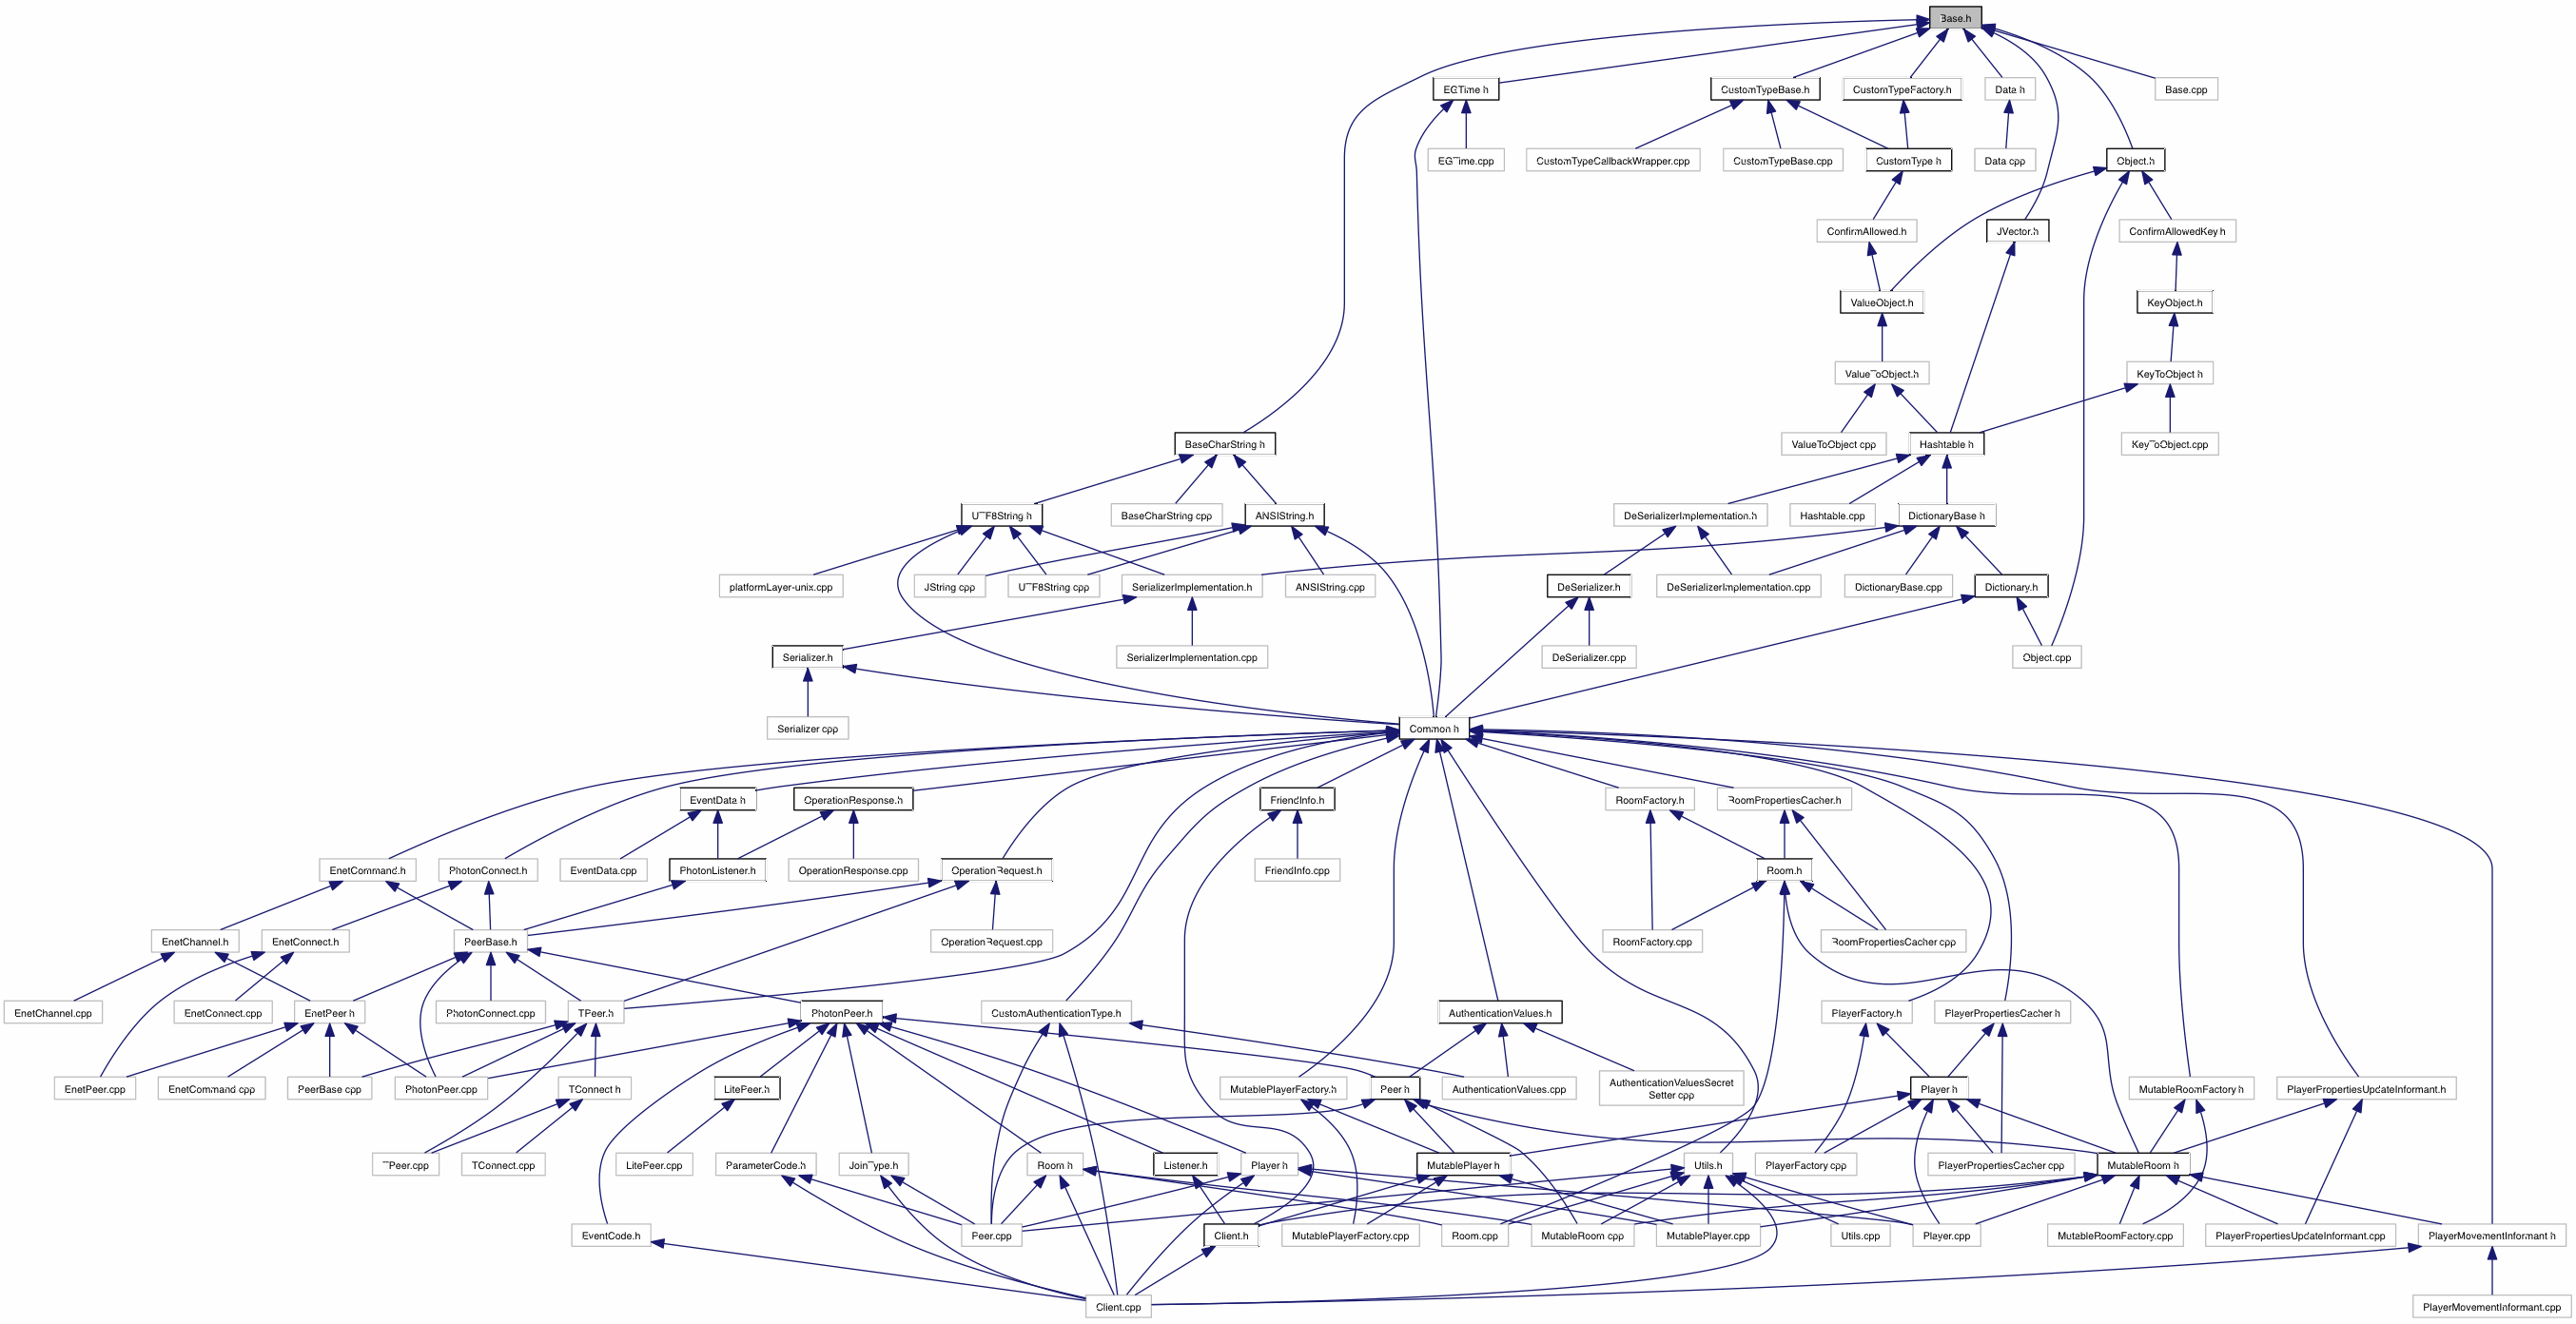 Base.h
EGTime.h
CustomTypeBase.h
CustomTypeFactory.h
Data.h
Base.cpp
EGTime.cpp
CustomTypeCallbackWrapper.cpp
CustomTypeBase.cpp
CustomType.h
Data.cpp
Object.h
ConfirmAllowed.h
JVector.h
ConfirmAllowedKey.h
ValueObject.h
KeyObject.h
ValueToObject.h
KeyToObject.h
BaseCharString.h
ValueToObject.cpp
Hashtable.h
KeyToObject.cpp
UTF8String.h
BaseCharString.cpp
ANSIString.h
DeSerializerImplementation.h
Hashtable.cpp
DictionaryBase.h
platformLayer-unix.cpp
JString.cpp
UTF8String.cpp
SerializerImplementation.h
ANSIString.cpp
DeSerializer.h
DeSerializerImplementation.cpp
DictionaryBase.cpp
Dictionary.h
Serializer.h
SerializerImplementation.cpp
DeSerializer.cpp
Object.cpp
Serializer.cpp
Common.h
EventData.h
OperationResponse.h
FriendInfo.h
RoomFactory.h
RoomPropertiesCacher.h
EnetCommand.h
PhotonConnect.h
EventData.cpp
PhotonListener.h
OperationResponse.cpp
OperationRequest.h
FriendInfo.cpp
Room.h
EnetChannel.h
EnetConnect.h
PeerBase.h
OperationRequest.cpp
RoomFactory.cpp
RoomPropertiesCacher.cpp
EnetChannel.cpp
EnetConnect.cpp
EnetPeer.h
PhotonConnect.cpp
TPeer.h
PhotonPeer.h
CustomAuthenticationType.h
AuthenticationValues.h
PlayerFactory.h
PlayerPropertiesCacher.h
EnetPeer.cpp
EnetCommand.cpp
PeerBase.cpp
PhotonPeer.cpp
TConnect.h
LitePeer.h
MutablePlayerFactory.h
Peer.h
AuthenticationValues.cpp
AuthenticationValuesSecret
Setter.cpp
Player.h
MutableRoomFactory.h
PlayerPropertiesUpdateInformant.h
TPeer.cpp
TConnect.cpp
LitePeer.cpp
ParameterCode.h
JoinType.h
Room.h
Listener.h
Player.h
MutablePlayer.h
Utils.h
PlayerFactory.cpp
PlayerPropertiesCacher.cpp
MutableRoom.h
EventCode.h
Peer.cpp
Client.h
MutablePlayerFactory.cpp
Room.cpp
MutableRoom.cpp
MutablePlayer.cpp
Utils.cpp
Player.cpp
MutableRoomFactory.cpp
PlayerPropertiesUpdateInformant.cpp
PlayerMovementInformant.h
Client.cpp
PlayerMovementInformant.cpp